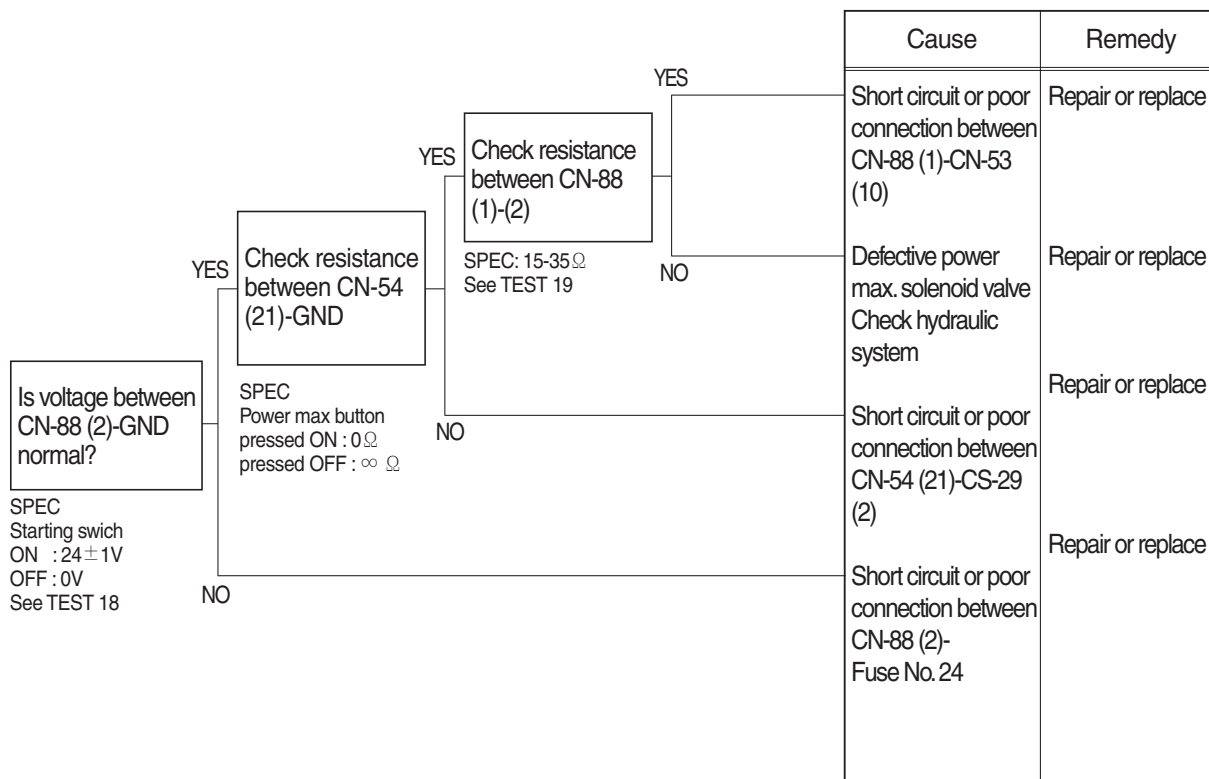 Cause
Remedy
YES
Short circuit or poor
connection between
CN-88 (1)-CN-53
(10)
Repair or replace
YES
Check resistance
between CN-88
(1)-(2)
SPEC: 15-35Ω
See TEST 19
NO
Defective power
max. solenoid valve
Check hydraulic
system
Repair or replace
YES
Check resistance
between CN-54
(21)-GND
SPEC
Power max button
pressed ON : 0Ω
pressed OFF : ∞ Ω
NO
Short circuit or poor
connection between
CN-54 (21)-CS-29
(2)
Repair or replace
Is voltage between
CN-88 (2)-GND
normal?
SPEC
Starting swich
ON : 24±1V
OFF : 0V
See TEST 18
NO
Short circuit or poor
connection between
CN-88 (2)-
Fuse No. 24
Repair or replace